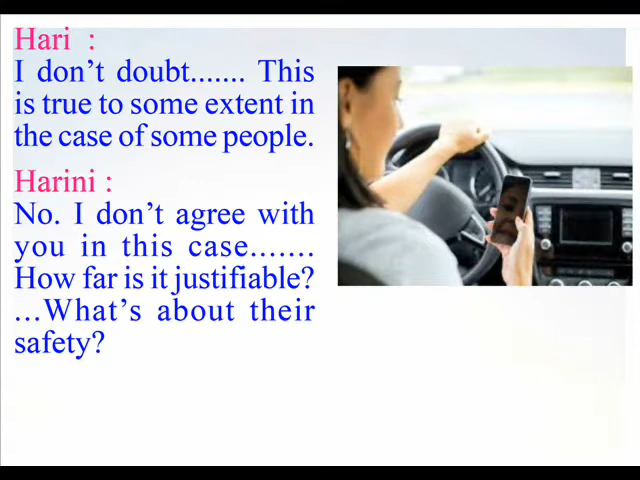 Hari :
I don't doubt....... This
is true to some extent in
the case of some people.
Harini :
No. I don't agree with
you in this case.......
How far is it justifiable?
...What's about their
safety?